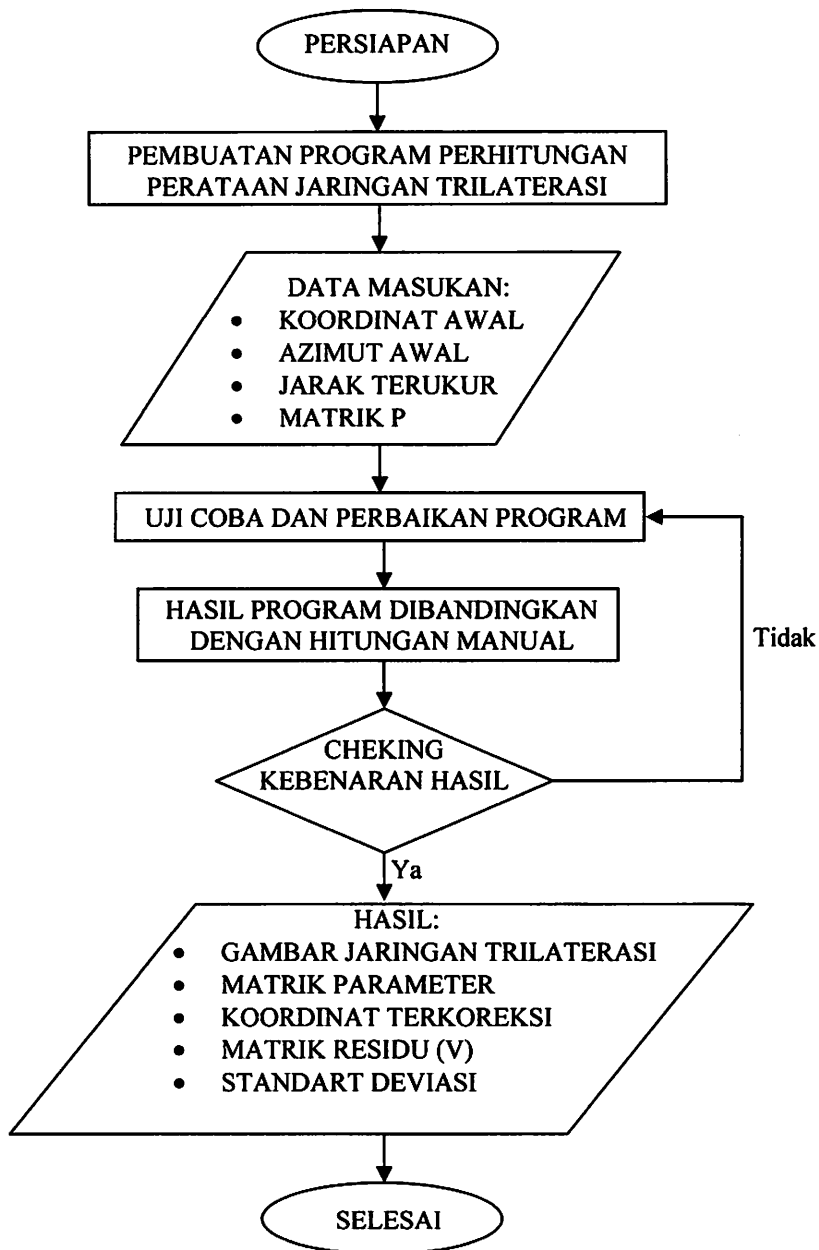 PERSIAPAN
PEMBUATAN PROGRAM PERHITUNGAN
PERATAAN JARINGAN TRILATERASI
DATA MASUKAN:
• KOORDINAT AWAL
• AZIMUT AWAL
• JARAK TERUKUR
• MATRIK P
UJI COBA DAN PERBAIKAN PROGRAM
HASIL PROGRAM DIBANDINGKAN
DENGAN HITUNGAN MANUAL
Tidak
CHEKING
KEBENARAN HASIL
Ya
HASIL:
• GAMBAR JARINGAN TRILATERASI
• MATRIK PARAMETER
• KOORDINAT TERKOREKSI
• MATRIK RESIDU (V)
• STANDART DEVIASI
SELESAI